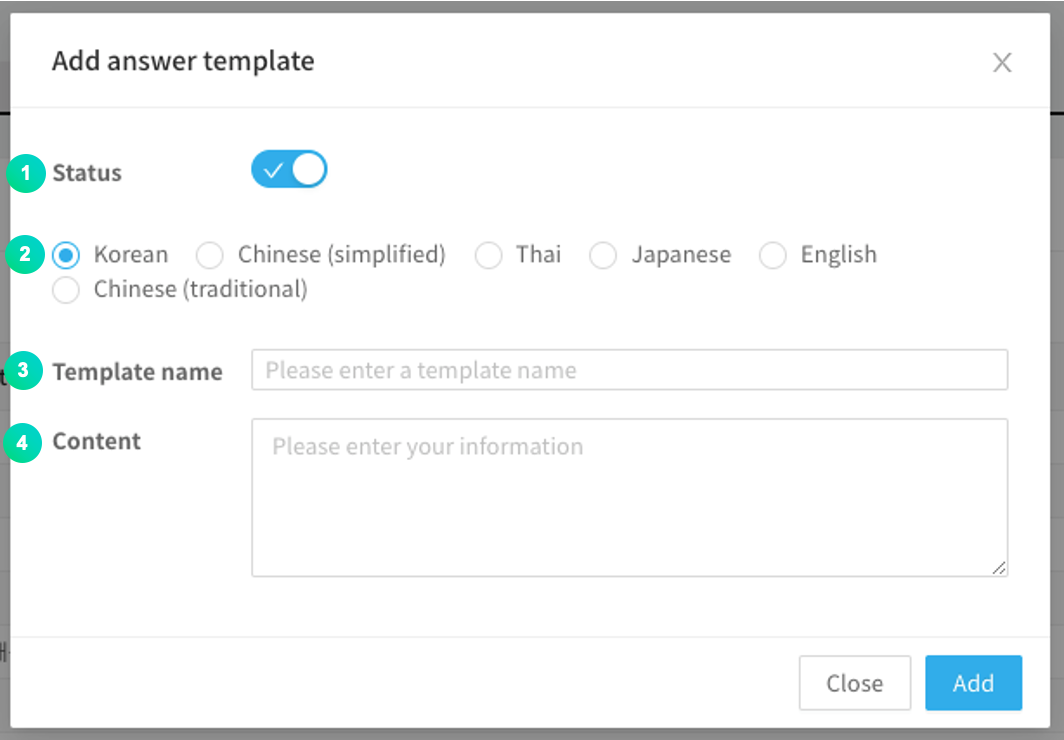 Add answer template
1 Status
2 Korean Chinese (simplified) Thai Japanese English
Chinese (traditional)
3 Template name Please enter a template name
4 Content Please enter your information
Close Add